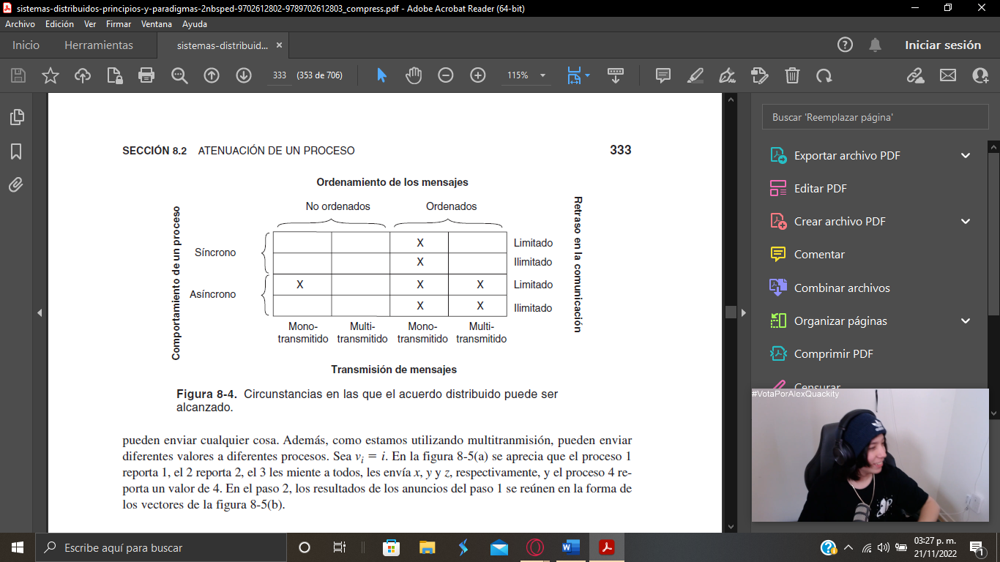 sistemas-distribuidos-principios-y-paradigmas-2nbsped-9702612802-9789702612803_compress.pdf - Adobe Acrobat Reader (64-bit)
Archivo Edición Ver Firmar Ventana Ayuda
Inicio Herramientas sistemas-distribuid... × Iniciar sesión
333 (353 de 706) 115%
Buscar 'Reemplazar página'
Exportar archivo PDF
Editar PDF
Crear archivo PDF
Comentar
Combinar archivos
Organizar páginas
Comprimir PDF
Censurar
SECCIÓN 8.2 ATENUACIÓN DE UN PROCESO 333
Ordenamiento de los mensajes
No ordenados Ordenados
Comportamiento de un proceso
Retraso en la comunicación
Síncrono X Limitado
X Ilimitado
Asíncrono X X X Limitado
X X Ilimitado
Mono- Multi- Mono- Multi-
transmitido transmitido transmitido transmitido
Transmisión de mensajes
Figura 8-4. Circunstancias en las que el acuerdo distribuido puede ser
alcanzado.
pueden enviar cualquier cosa. Además, como estamos utilizando multitranmisión, pueden enviar
diferentes valores a diferentes procesos. Sea vi = i. En la figura 8-5(a) se aprecia que el proceso 1
reporta 1, el 2 reporta 2, el 3 les miente a todos, les envía x, y y z, respectivamente, y el proceso 4 re-
porta un valor de 4. En el paso 2, los resultados de los anuncios del paso 1 se reúnen en la forma de
los vectores de la figura 8-5(b).
#VotaPorAlexQuackity
Escribe aquí para buscar
03:27 p. m.
21/11/2022
1